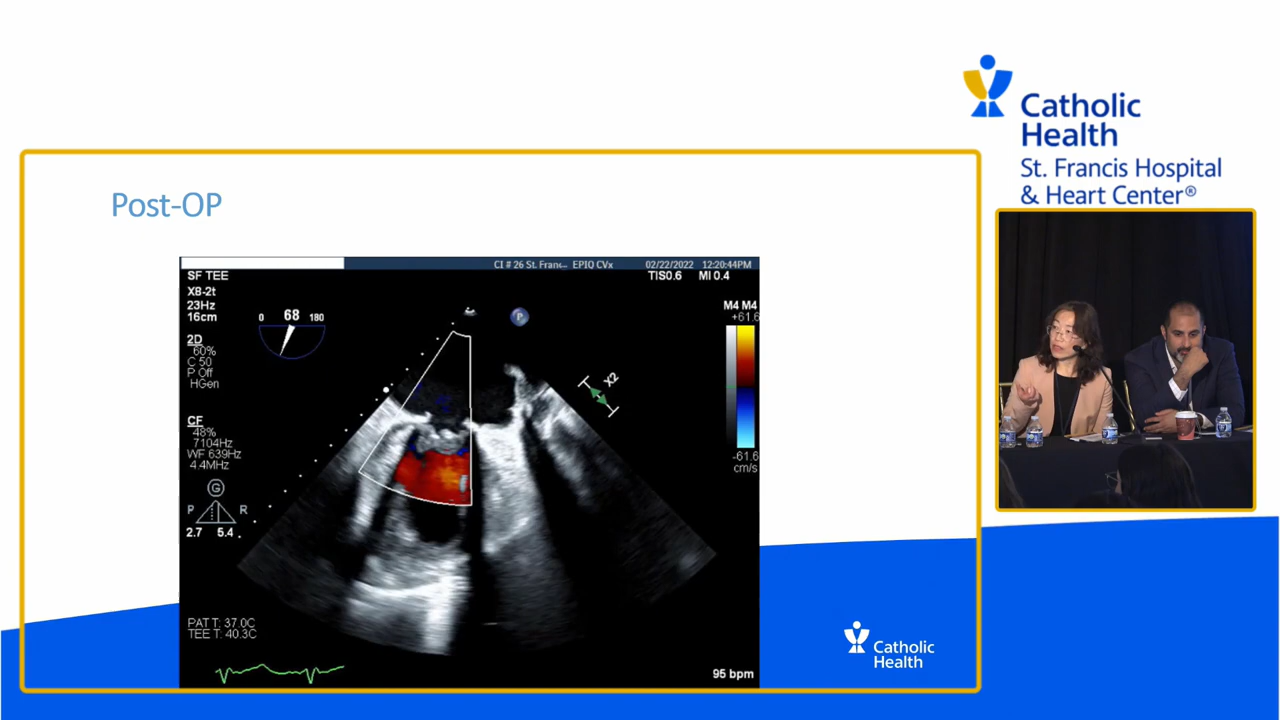 Catholic
Health
St. Francis Hospital
& Heart Center®
Post-OP
CI # 26 St. Franc... EPIQ CVx 02/22/2022 12:20:44PM
SF TEE
TIS0.6 MI 0.4
X8-2t
23Hz
16cm
0 68 180
P
M4 M4
+61.6
2D
60%
C 50
P Off
HGen
X2
CF
48%
7104Hz
WF 639Hz
4.4MHz
-61.6
cm/s
G
P R
2.7 5.4
PAT T: 37.0C
TEE T: 40.3C
95 bpm
Catholic
Health